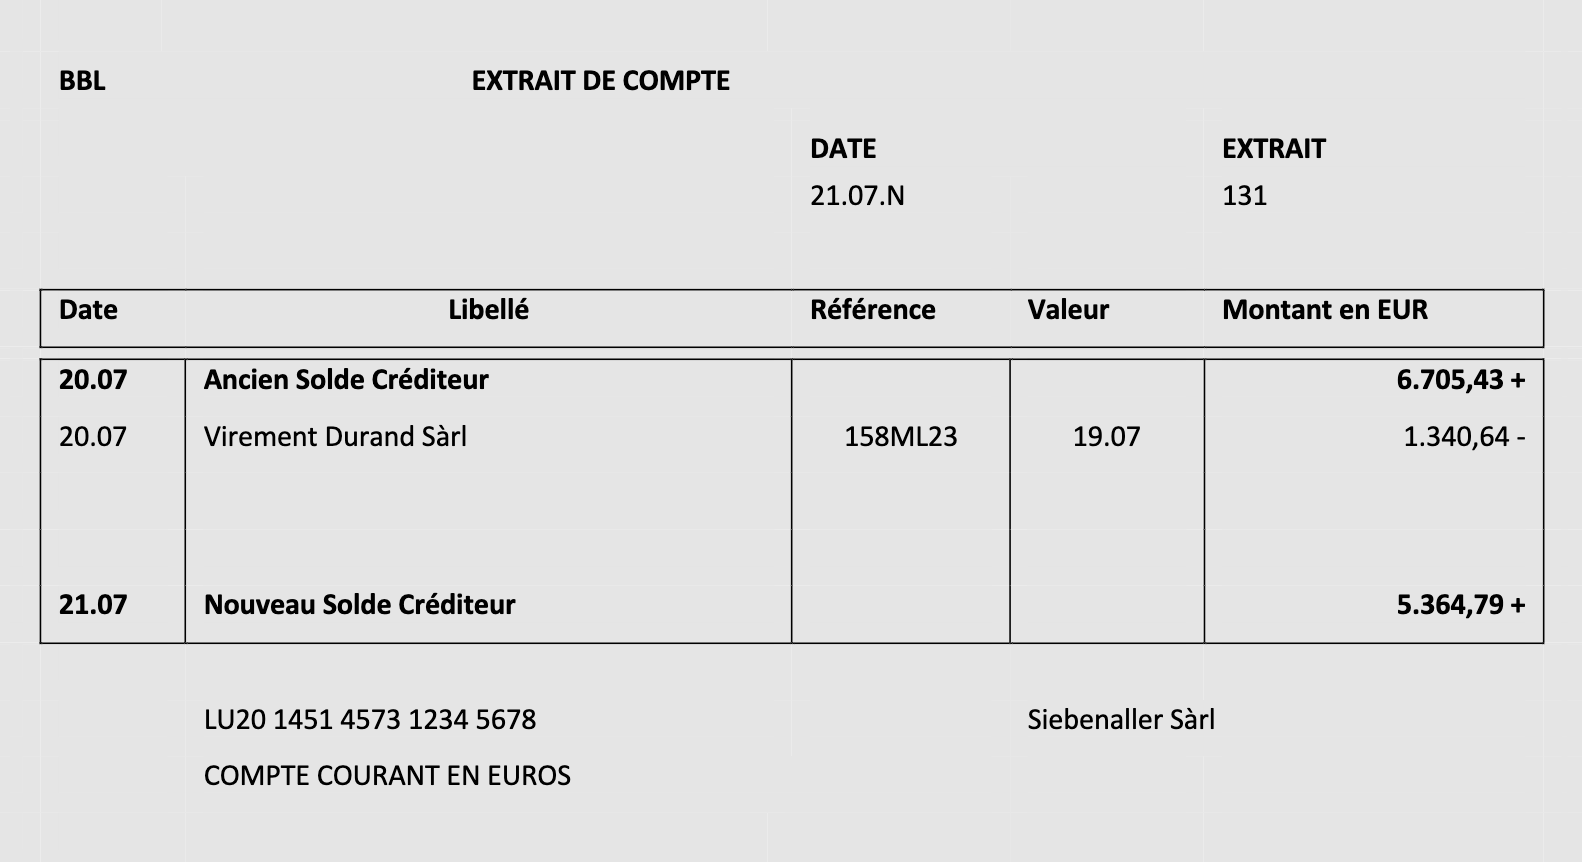 BBL EXTRAIT DE COMPTE
DATE EXTRAIT
21.07.N 131
Date Libellé Référence Valeur Montant en EUR
20.07 Ancien Solde Créditeur 6.705,43 +
20.07 Virement Durand Sàrl 158ML23 19.07 1.340,64 -
21.07 Nouveau Solde Créditeur 5.364,79 +
LU20 1451 4573 1234 5678 Siebenaller Sàrl
COMPTE COURANT EN EUROS